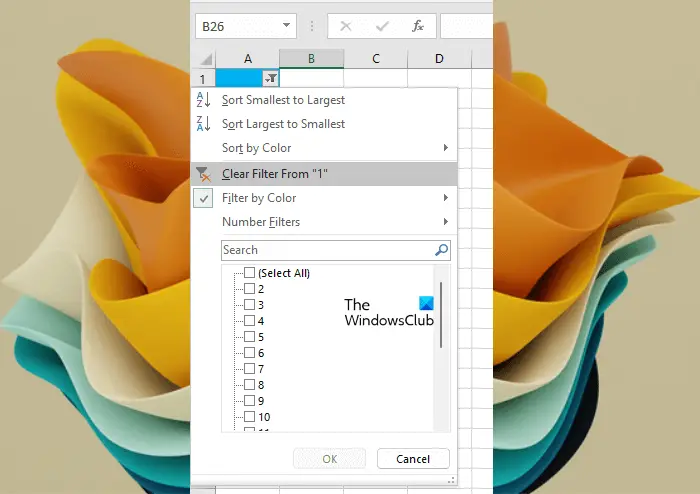 B26
fx
A B C D
1
Sort Smallest to Largest
Sort Largest to Smallest
Sort by Color
Clear Filter From "1"
Filter by Color
Number Filters
Search
(Select All)
2
3
4
5
6
7
8
9
10
The
WindowsClub
OK Cancel